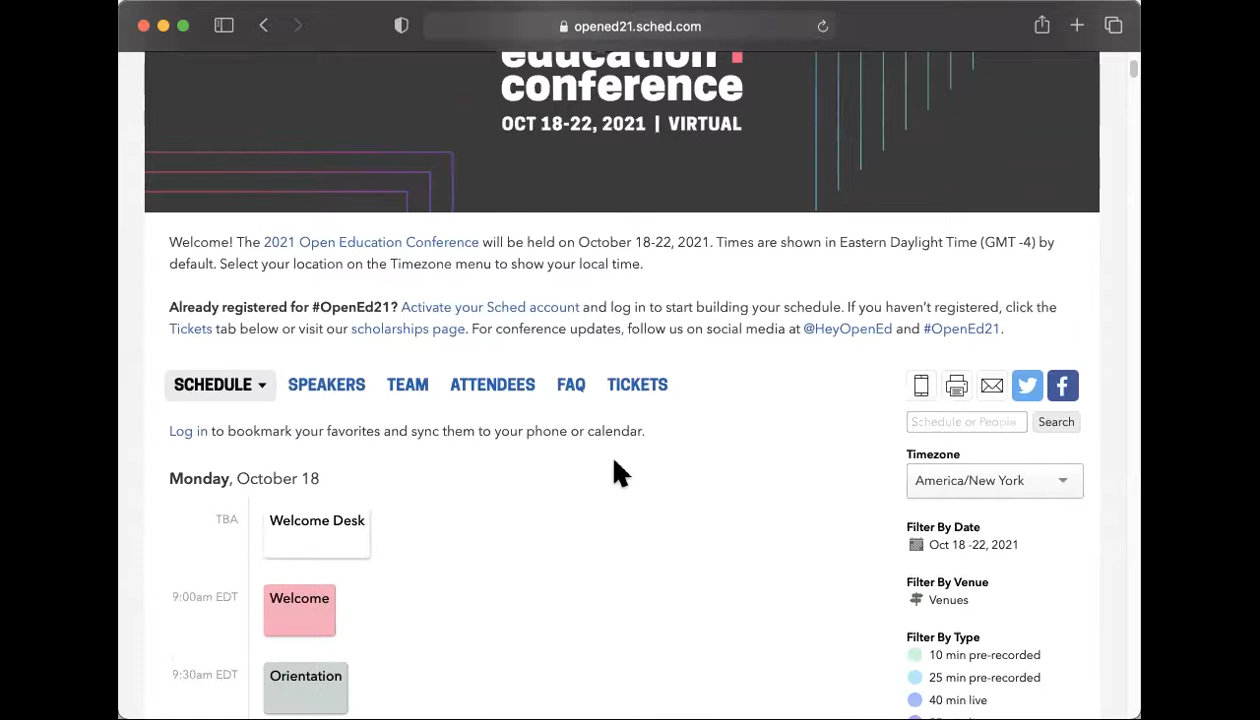 opened21.sched.com
education
conference
OCT 18-22, 2021 | VIRTUAL
Welcome! The 2021 Open Education Conference will be held on October 18-22, 2021. Times are shown in Eastern Daylight Time (GMT -4) by
default. Select your location on the Timezone menu to show your local time.
Already registered for #OpenEd21? Activate your Sched account and log in to start building your schedule. If you haven't registered, click the
Tickets tab below or visit our scholarships page. For conference updates, follow us on social media at @HeyOpenEd and #OpenEd21.
SCHEDULE SPEAKERS TEAM ATTENDEES FAQ TICKETS
Schedule or People Search
Log in to bookmark your favorites and sync them to your phone or calendar.
Timezone
America/New York
Monday, October 18
TBA Welcome Desk
9:00am EDT Welcome
9:30am EDT Orientation
Filter By Date
Oct 18 -22, 2021
Filter By Venue
Venues
Filter By Type
10 min pre-recorded
25 min pre-recorded
40 min live